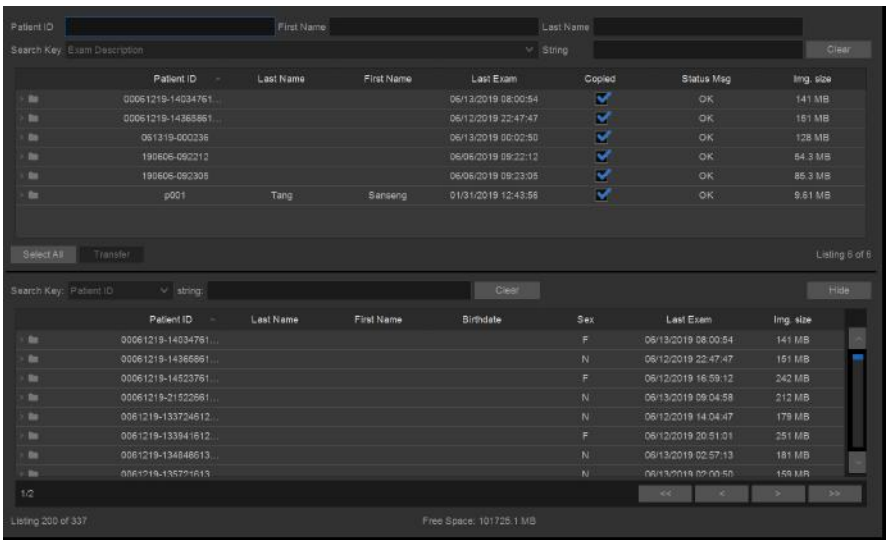 Patient ID First Name Last Name
Search Key Exam Description String Clear
Patient ID Last Name First Name Last Exam Copied Status Msg Img. size
00061219-14034761... 06/13/2019 08:00:54 OK 141 MB
00061219-14365861... 06/12/2019 22:47:47 OK 151 MB
061319-000236 06/13/2019 00:02:50 OK 128 MB
190606-092212 06/06/2019 09:22:12 OK 54.3 MB
190606-092305 06/06/2019 09:23:05 OK 85.3 MB
p001 Tang Sanseng 01/31/2019 12:43:56 OK 9.61 MB
Select All Transfer Listing 6 of 6
Search Key: Patient ID string: Clear Hide
Patient ID Last Name First Name Birthdate Sex Last Exam Img. size
00061219-14034761... F 06/13/2019 08:00:54 141 MB
00061219-14365861... N 06/12/2019 22:47:47 151 MB
00061219-14523761... F 06/12/2019 16:59:12 242 MB
00061219-21522661... N 06/13/2019 09:04:58 212 MB
0061219-133724612... N 06/12/2019 14:04:47 179 MB
0061219-133941612... F 06/12/2019 20:51:01 251 MB
0061219-134848613... N 06/13/2019 02:57:13 181 MB
0061219-135721613... N 06/13/2019 02:00:50 159 MB
1/2 << < > >>
Listing 200 of 337 Free Space: 101725.1 MB